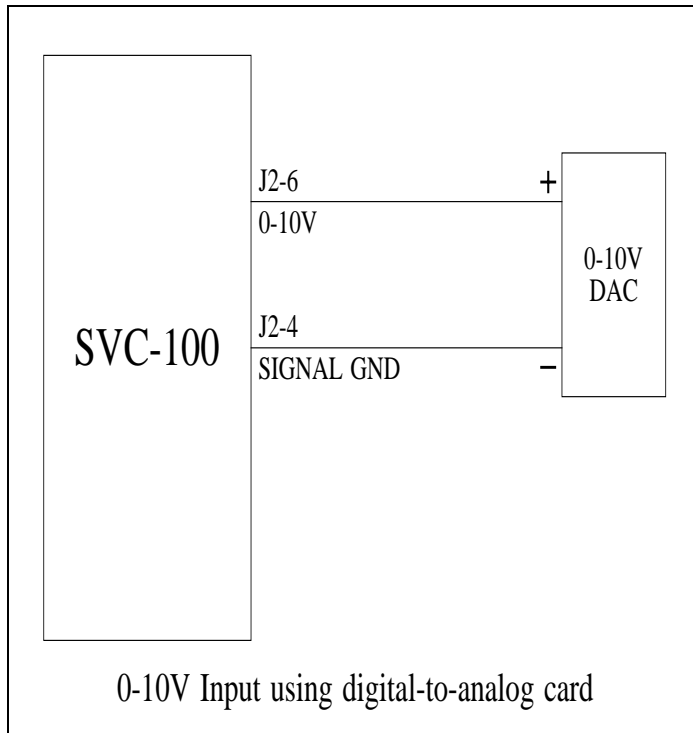 J2-6
+
0-10V
0-10V
DAC
SVC-100
J2-4
SIGNAL GND
−
0-10V Input using digital-to-analog card